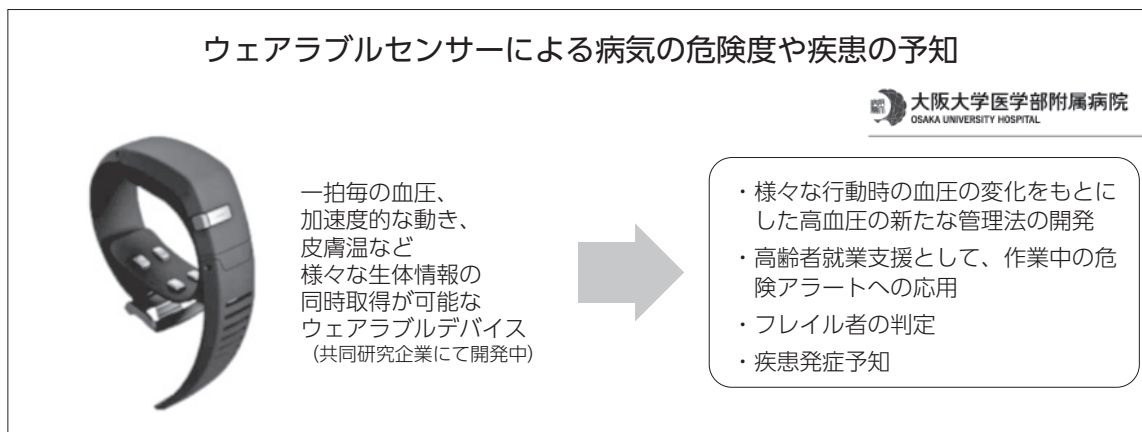 ウェアラブルセンサーによる病気の危険度や疾患の予知
大阪大学医学部附属病院
OSAKA UNIVERSITY HOSPITAL
一拍毎の血圧、
加速度的な動き、
皮膚温など
様々な生体情報の
同時取得が可能な
ウェアラブルデバイス
（共同研究企業にて開発中）
・様々な行動時の血圧の変化をもとに
した高血圧の新たな管理法の開発
・高齢者就業支援として、作業中の危
険アラートへの応用
・フレイル者の判定
・疾患発症予知